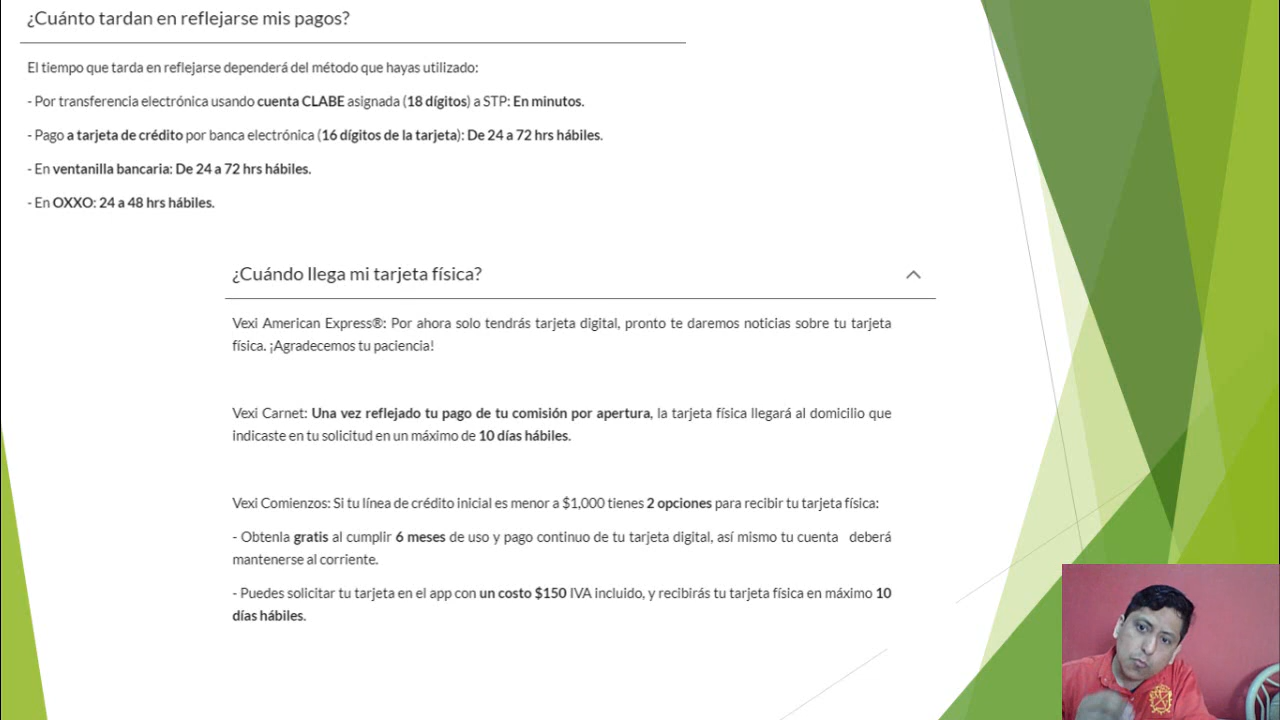 ¿Cuánto tardan en reflejarse mis pagos?
El tiempo que tarda en reflejarse dependerá del método que hayas utilizado:
- Por transferencia electrónica usando cuenta CLABE asignada (18 dígitos) a STP: En minutos.
- Pago a tarjeta de crédito por banca electrónica (16 dígitos de la tarjeta): De 24 a 72 hrs hábiles.
- En ventanilla bancaria: De 24 a 72 hrs hábiles.
- En OXXO: 24 a 48 hrs hábiles.
¿Cuándo llega mi tarjeta física?
Vexi American Express®: Por ahora solo tendrás tarjeta digital, pronto te daremos noticias sobre tu tarjeta
física. ¡Agradecemos tu paciencia!
Vexi Carnet: Una vez reflejado tu pago de tu comisión por apertura, la tarjeta física llegará al domicilio que
indicaste en tu solicitud en un máximo de 10 días hábiles.
Vexi Comienzos: Si tu línea de crédito inicial es menor a $1,000 tienes 2 opciones para recibir tu tarjeta física:
- Obtenla gratis al cumplir 6 meses de uso y pago continuo de tu tarjeta digital, así mismo tu cuenta deberá
mantenerse al corriente.
- Puedes solicitar tu tarjeta en el app con un costo $150 IVA incluido, y recibirás tu tarjeta física en máximo 10
días hábiles.